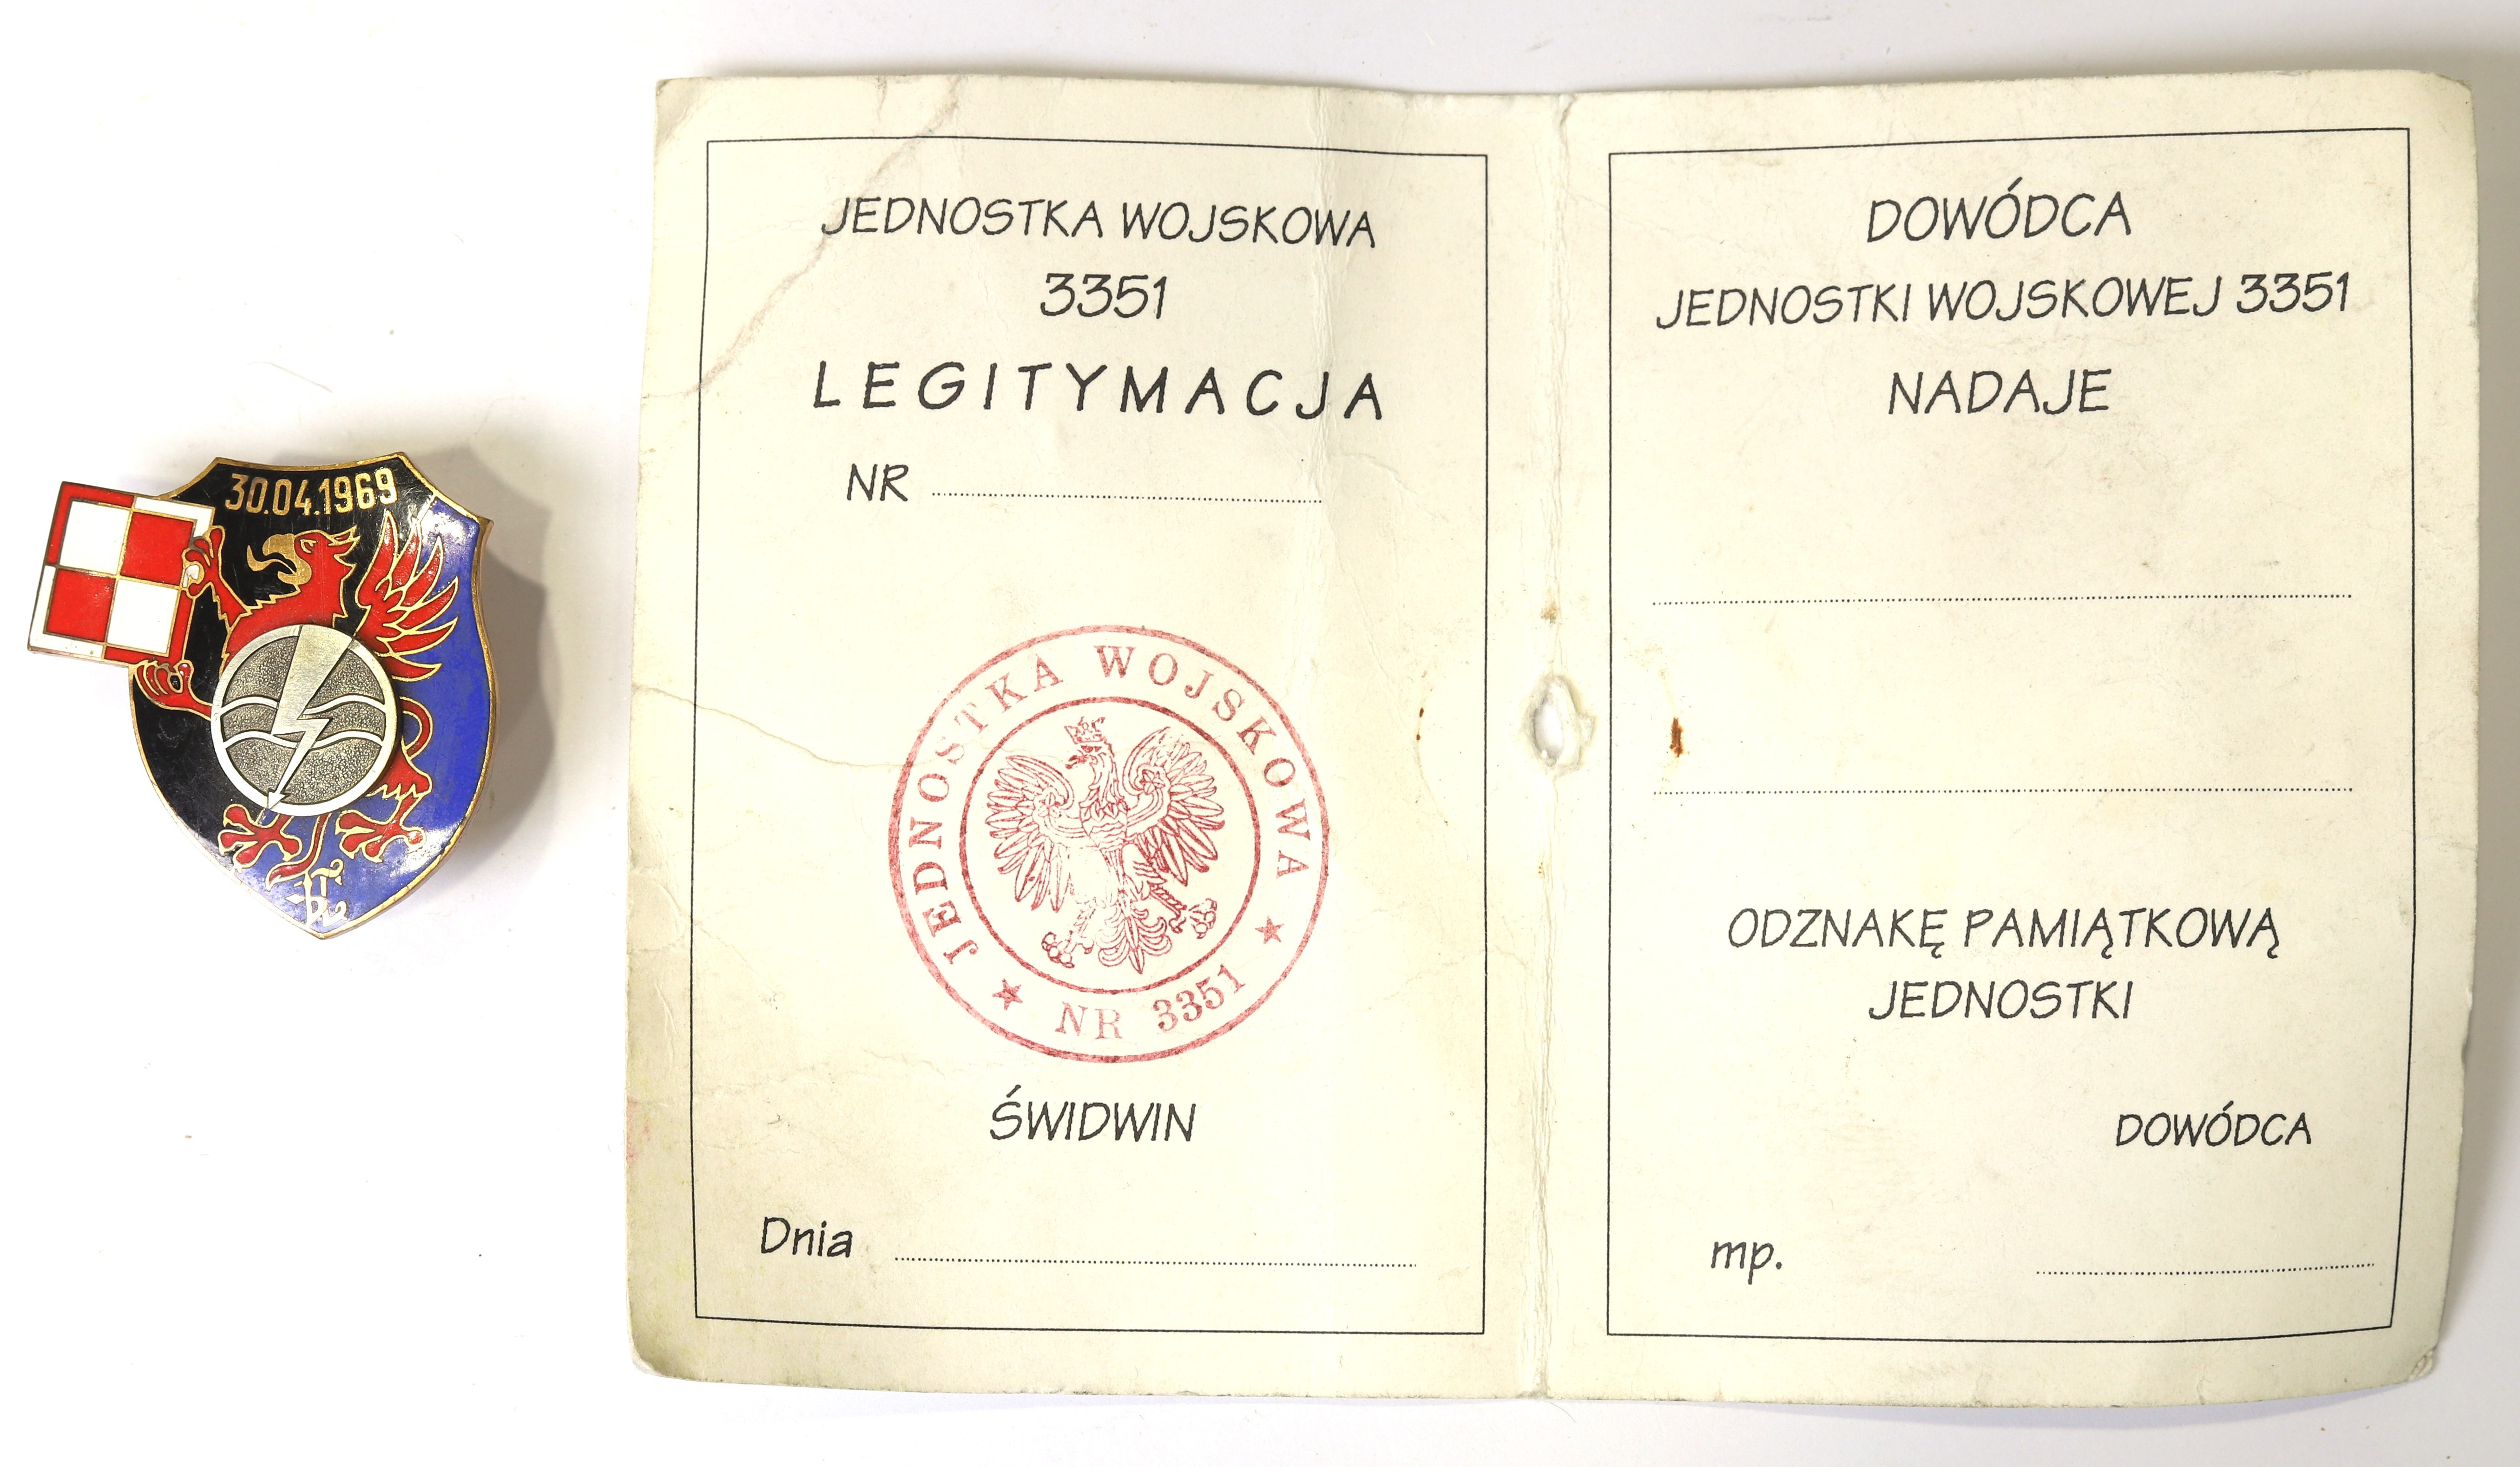 30.04.1969
JEDNOSTKA WOJSKOWA
3351
LEGITYMACJA
NR
JEDNOSTKA WOJSKOWA
NR 3351
ŚWIDWIN
Dnia
DOWÓDCA
JEDNOSTKI WOJSKOWEJ 3351
NADAJE
ODZNAKĘ PAMIĄTKOWĄ
JEDNOSTKI
DOWÓDCA
mp.